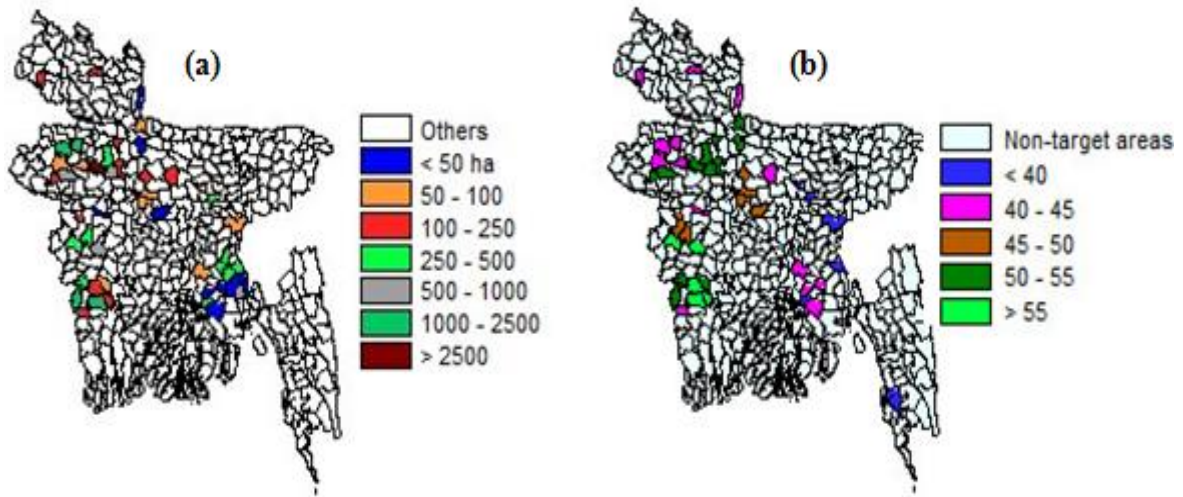 (a)
Others
< 50 ha
50 - 100
100 - 250
250 - 500
500 - 1000
1000 - 2500
> 2500
(b)
Non-target areas
< 40
40 - 45
45 - 50
50 - 55
> 55